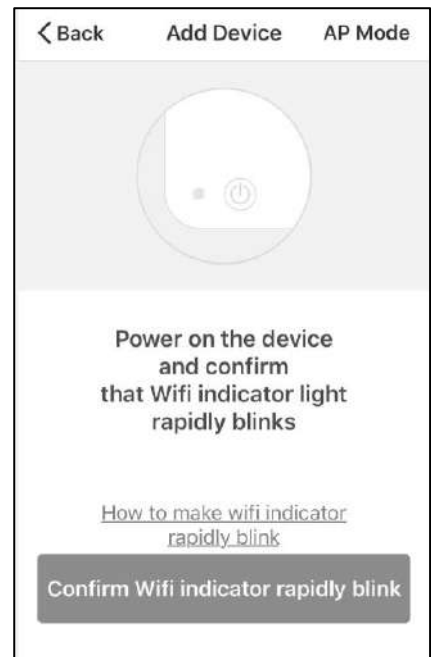 Back Add Device AP Mode
Power on the device
and confirm
that Wifi indicator light
rapidly blinks
How to make wifi indicator
rapidly blink
Confirm Wifi indicator rapidly blink